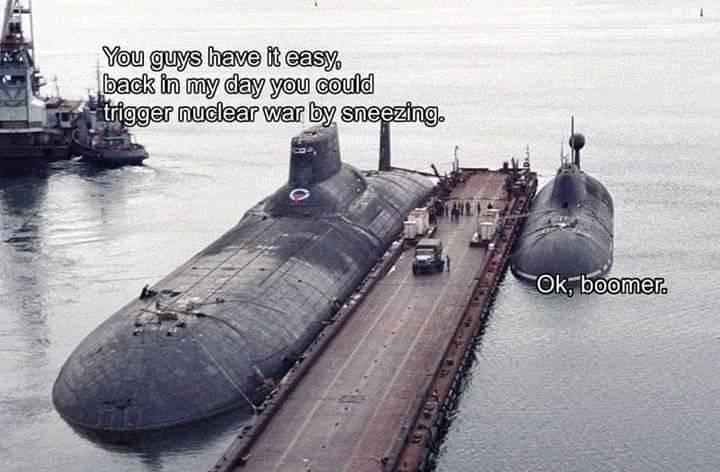 You guys have it easy,
back in my day you could
trigger nuclear war by sneezing.
Ok, boomer.